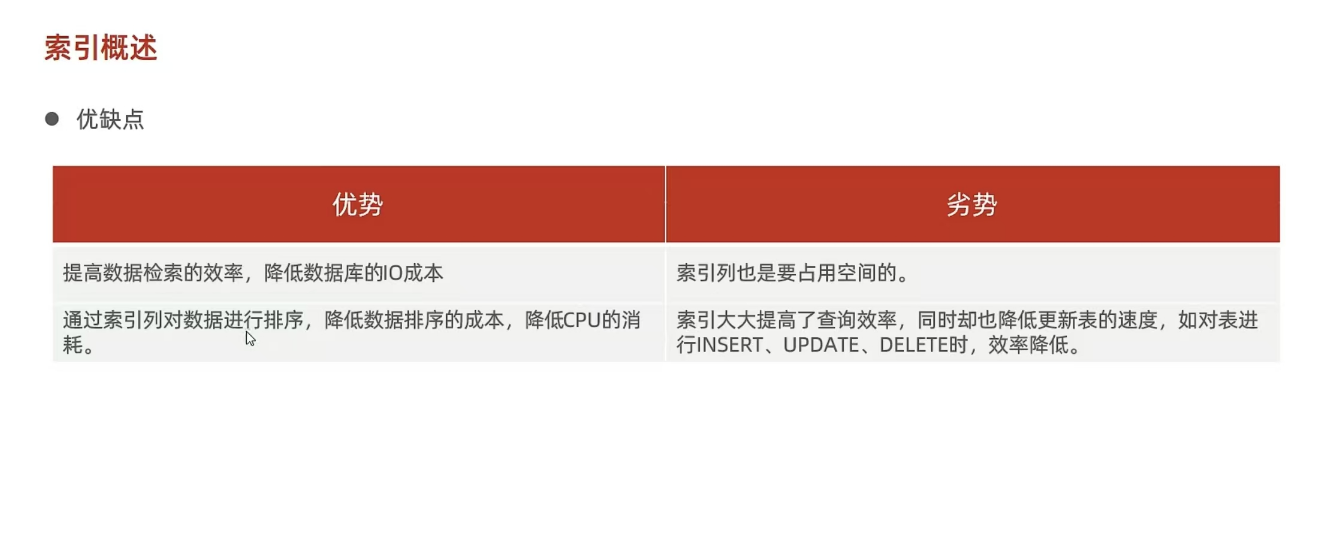 索引概述
优缺点
优势
劣势
提高数据检索的效率，降低数据库的IO成本
索引列也是要占用空间的。
通过索引列对数据进行排序，降低数据排序的成本，降低CPU的消
耗。
索引大大提高了查询效率，同时却也降低更新表的速度，如对表进
行INSERT、UPDATE、DELETE时，效率降低。